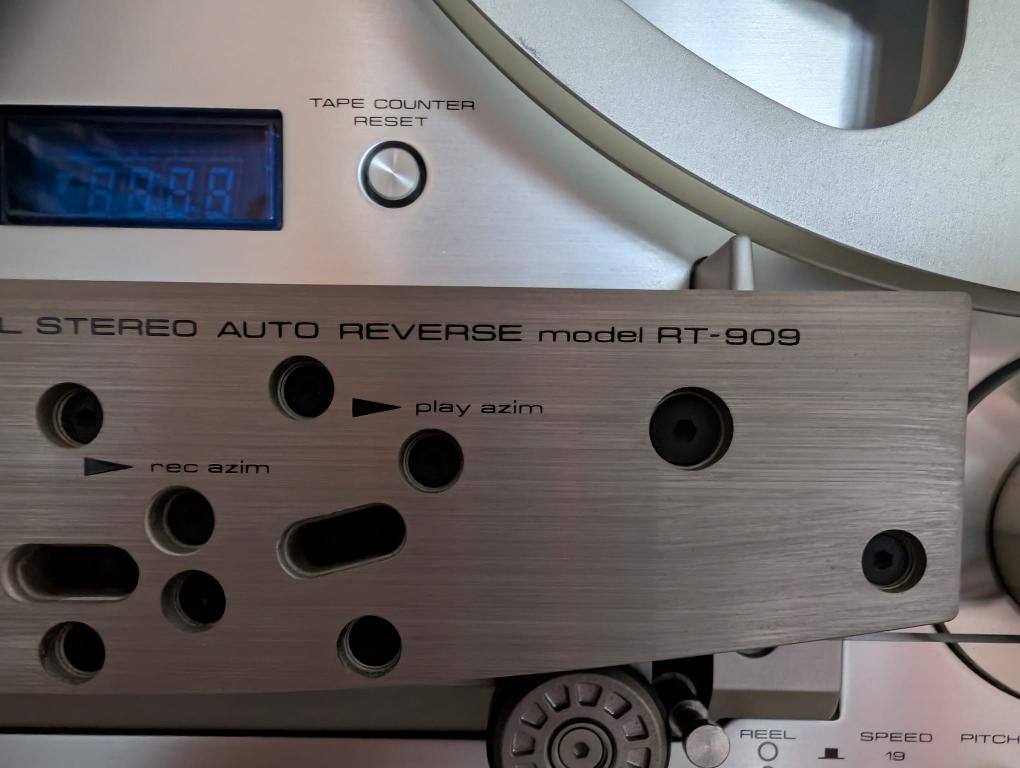 TAPE COUNTER
RESET
L STEREO AUTO REVERSE model RT-909
play azim
rec azim
REEL
SPEED
PITCH
19